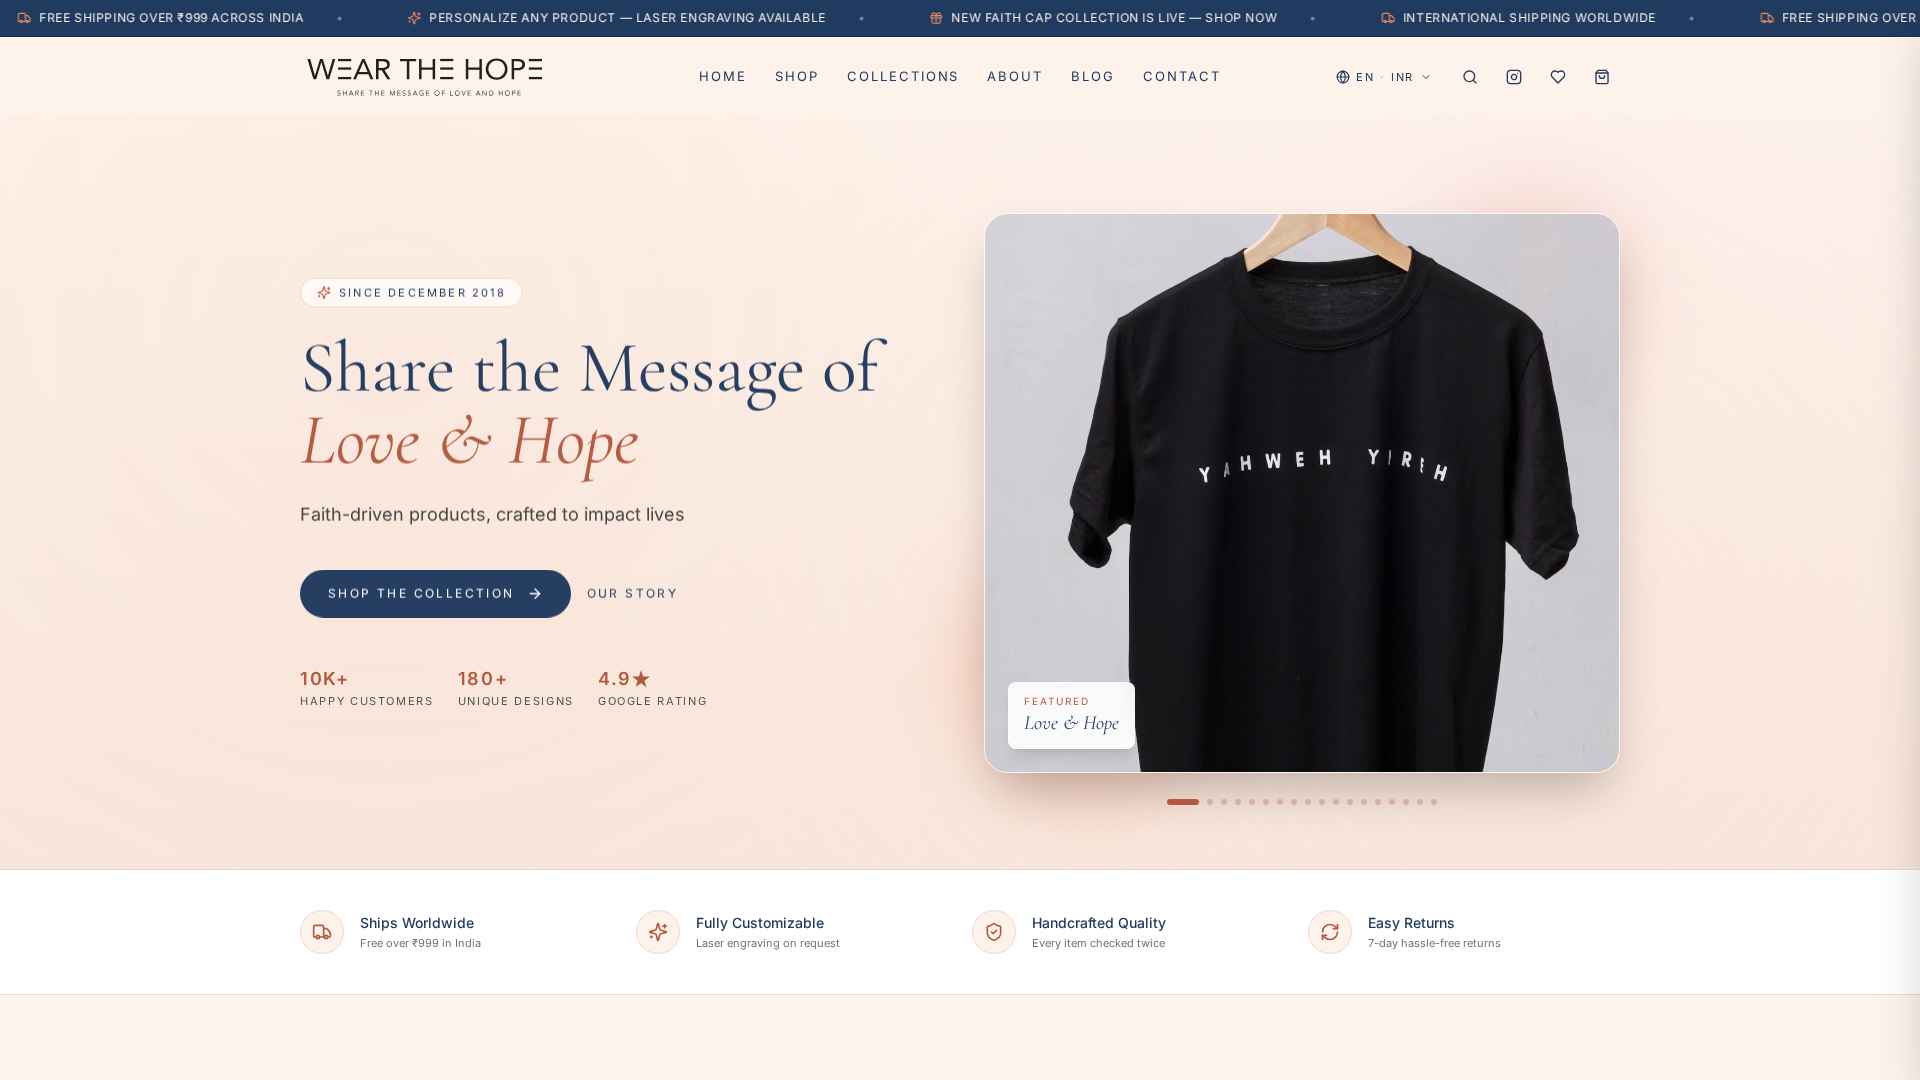 FREE SHIPPING OVER ₹999 ACROSS INDIA • PERSONALIZE ANY PRODUCT — LASER ENGRAVING AVAILABLE • NEW FAITH CAP COLLECTION IS LIVE — SHOP NOW • INTERNATIONAL SHIPPING WORLDWIDE • FREE SHIPPING OVER
WEAR THE HOPE
SHARE THE MESSAGE OF LOVE AND HOPE
HOME SHOP COLLECTIONS ABOUT BLOG CONTACT
EN · INR
SINCE DECEMBER 2018
Share the Message of
Love & Hope
Faith-driven products, crafted to impact lives
SHOP THE COLLECTION →
OUR STORY
10K+
HAPPY CUSTOMERS
180+
UNIQUE DESIGNS
4.9★
GOOGLE RATING
YAHWEH YIREH
FEATURED
Love & Hope
Ships Worldwide
Free over ₹999 in India
Fully Customizable
Laser engraving on request
Handcrafted Quality
Every item checked twice
Easy Returns
7-day hassle-free returns